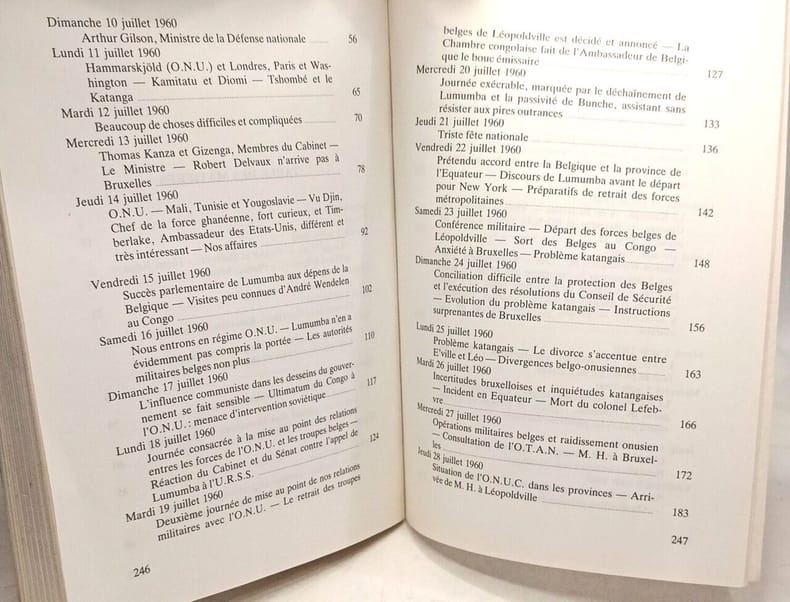 Dimanche 10 juillet 1960
Arthur Gilson, Ministre de la Défense nationale 56
Lundi 11 juillet 1960
Hammarskjöld (O.N.U.) et Londres, Paris et Was-
hington — Kamitatu et Diomi — Tshombé et le
Katanga 65
Mardi 12 juillet 1960
Beaucoup de choses difficiles et compliquées 70
Mercredi 13 juillet 1960
Thomas Kanza et Gizenga, Membres du Cabinet —
Le Ministre — Robert Delvaux n'arrive pas à
Bruxelles 78
Jeudi 14 juillet 1960
O.N.U. — Mali, Tunisie et Yougoslavie — Vu Djin,
Chef de la force ghanéenne, fort curieux, et Tim-
berlake, Ambassadeur des Etats-Unis, différent et
très intéressant — Nos affaires 92
Vendredi 15 juillet 1960
Succès parlementaire de Lumumba aux dépens de la
Belgique — Visites peu connues d'André Wendelen
au Congo 102
Samedi 16 juillet 1960
Nous entrons en régime O.N.U. — Lumumba n'en a
évidemment pas compris la portée — Les autorités
militaires belges non plus 110
Dimanche 17 juillet 1960
L'influence communiste dans les desseins du gouver-
nement se fait sensible — Ultimatum du Congo à
l'O.N.U. : menace d'intervention soviétique 117
Lundi 18 juillet 1960
Journée consacrée à la mise au point des relations
entres les forces de l'O.N.U. et les troupes belges —
Réaction du Cabinet et du Sénat contre l'appel de
Lumumba à l'U.R.S.S. 124
Mardi 19 juillet 1960
Deuxième journée de mise au point de nos relations
militaires avec l'O.N.U. — Le retrait des troupes
246
belges de Léopoldville est décidé et annoncé — La
Chambre congolaise fait de l'Ambassadeur de Belgi-
que le bouc émissaire 127
Mercredi 20 juillet 1960
Journée exécrable, marquée par le déchaînement de
Lumumba et la passivité de Bunche, assistant sans
résister aux pires outrances 133
Jeudi 21 juillet 1960
Triste fête nationale 136
Vendredi 22 juillet 1960
Prétendu accord entre la Belgique et la province de
l'Equateur — Discours de Lumumba avant le départ
pour New York — Préparatifs de retrait des forces
métropolitaines 142
Samedi 23 juillet 1960
Conférence militaire — Départ des forces belges de
Léopoldville — Sort des Belges au Congo —
Anxiété à Bruxelles — Problème katangais 148
Dimanche 24 juillet 1960
Conciliation difficile entre la protection des Belges
et l'exécution des résolutions du Conseil de Sécurité
— Evolution du problème katangais — Instructions
surprenantes de Bruxelles 156
Lundi 25 juillet 1960
Problème katangais — Le divorce s'accentue entre
E'ville et Léo — Divergences belgo-onusiennes 163
Mardi 26 juillet 1960
Incertitudes bruxelloises et inquiétudes katangaises
— Incident en Equateur — Mort du colonel Lefeb-
vre 166
Mercredi 27 juillet 1960
Opérations militaires belges et raidissement onusien
— Consultation de l'O.T.A.N. — M. H. à Bruxel-
les 172
Jeudi 28 juillet 1960
Situation de l'O.N.U.C. dans les provinces — Arri-
vée de M. H. à Léopoldville 183
247